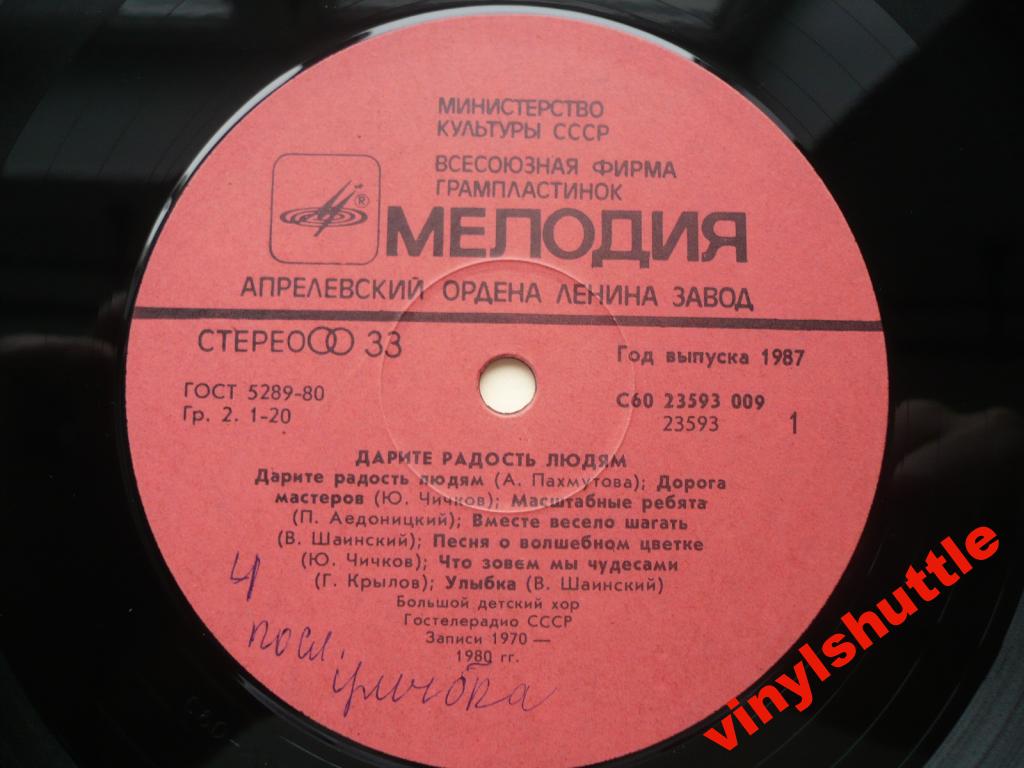 МИНИСТЕРСТВО
КУЛЬТУРЫ СССР
ВСЕСОЮЗНАЯ ФИРМА
ГРАМПЛАСТИНОК
®
МЕЛОДИЯ
АПРЕЛЕВСКИЙ ОРДЕНА ЛЕНИНА ЗАВОД
СТЕРЕО 33
Год выпуска 1987
ГОСТ 5289-80
Гр. 2. 1-20
С60 23593 009
23593
1
ДАРИТЕ РАДОСТЬ ЛЮДЯМ
Дарите радость людям (А. Пахмутова); Дорога
мастеров (Ю. Чичков); Масштабные ребята
(П. Аедоницкий); Вместе весело шагать
(В. Шаинский); Песня о волшебном цветке
(Ю. Чичков); Что зовем мы чудесами
(Г. Крылов); Улыбка (В. Шаинский)
Большой детский хор
Гостелерадио СССР
Записи 1970 —
1980 гг.
4
посл.
улыбка
С60
vinylshuttle